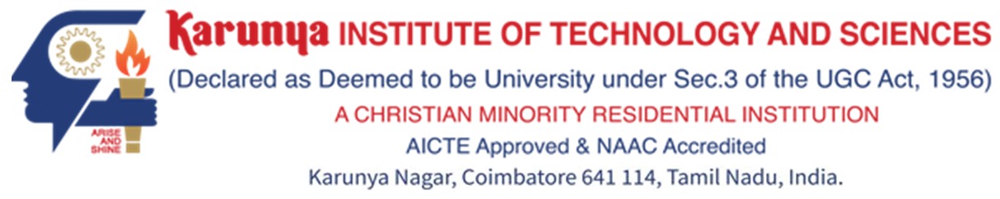 Karunya INSTITUTE OF TECHNOLOGY AND SCIENCES
(Declared as Deemed to be University under Sec.3 of the UGC Act, 1956)
A CHRISTIAN MINORITY RESIDENTIAL INSTITUTION
AICTE Approved & NAAC Accredited
Karunya Nagar, Coimbatore 641 114, Tamil Nadu, India.
ARISE
AND
SHINE